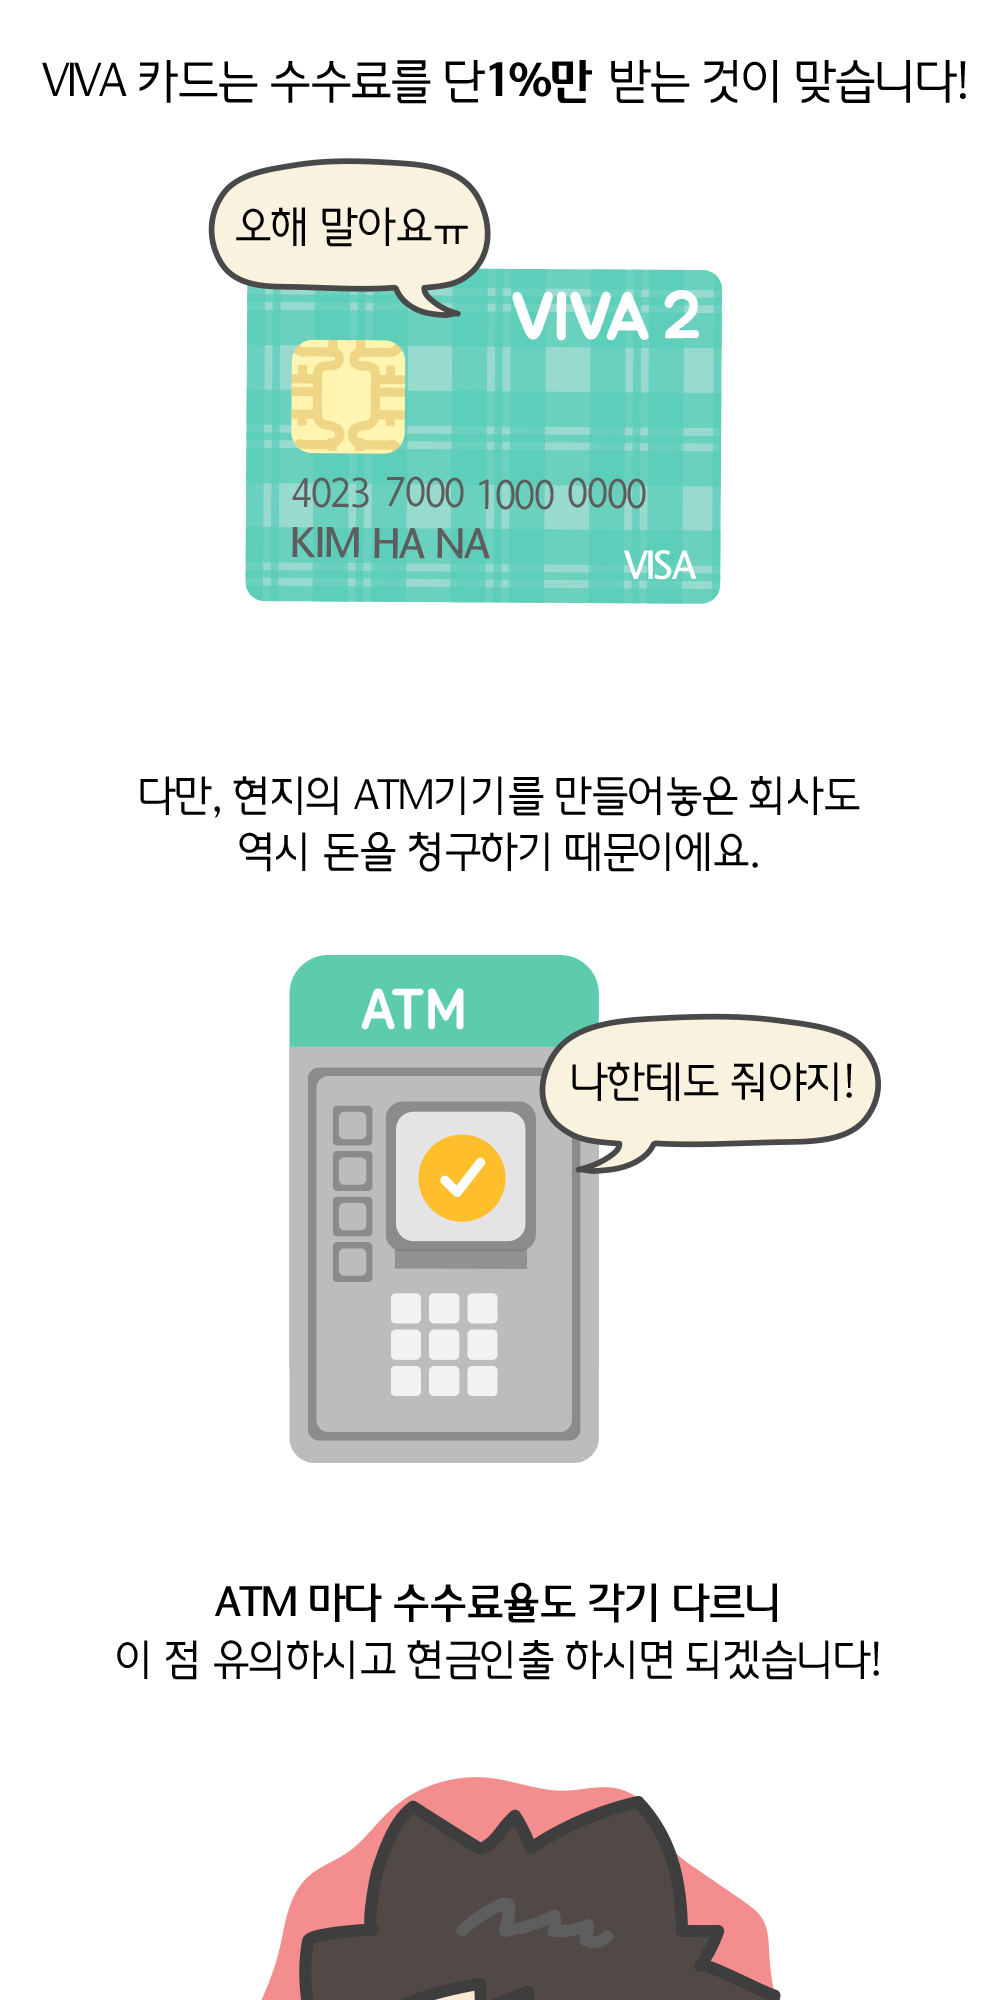 VIVA 카드는 수수료를 단1%만 받는 것이 맞습니다!
오해 말아요ㅠ
VIVA 2
4023 7000 1000 0000
KIM HA NA
VISA
다만, 현지의 ATM기기를 만들어놓은 회사도
역시 돈을 청구하기 때문이에요.
ATM
나한테도 줘야지!
ATM 마다 수수료율도 각기 다르니
이 점 유의하시고 현금인출 하시면 되겠습니다!